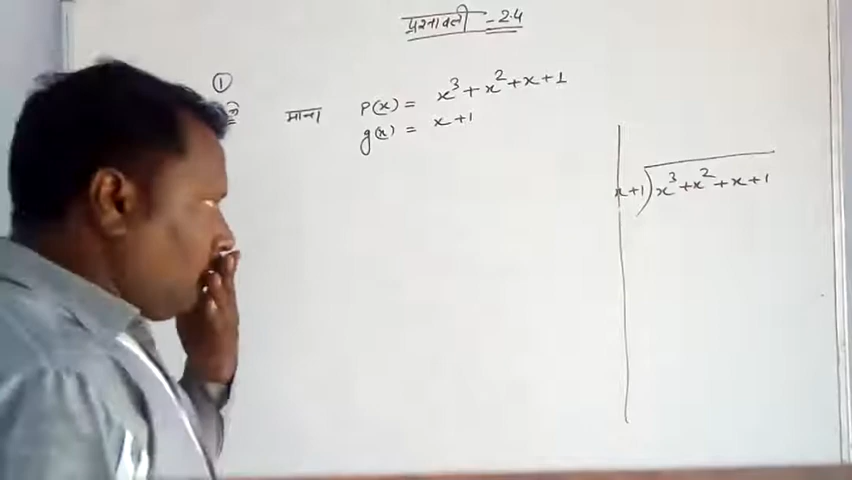 प्रश्नावली - 2.4
①
माना p(x) = x³ + x² + x + 1
g(x) = x + 1
x+1 ) x³ + x² + x + 1